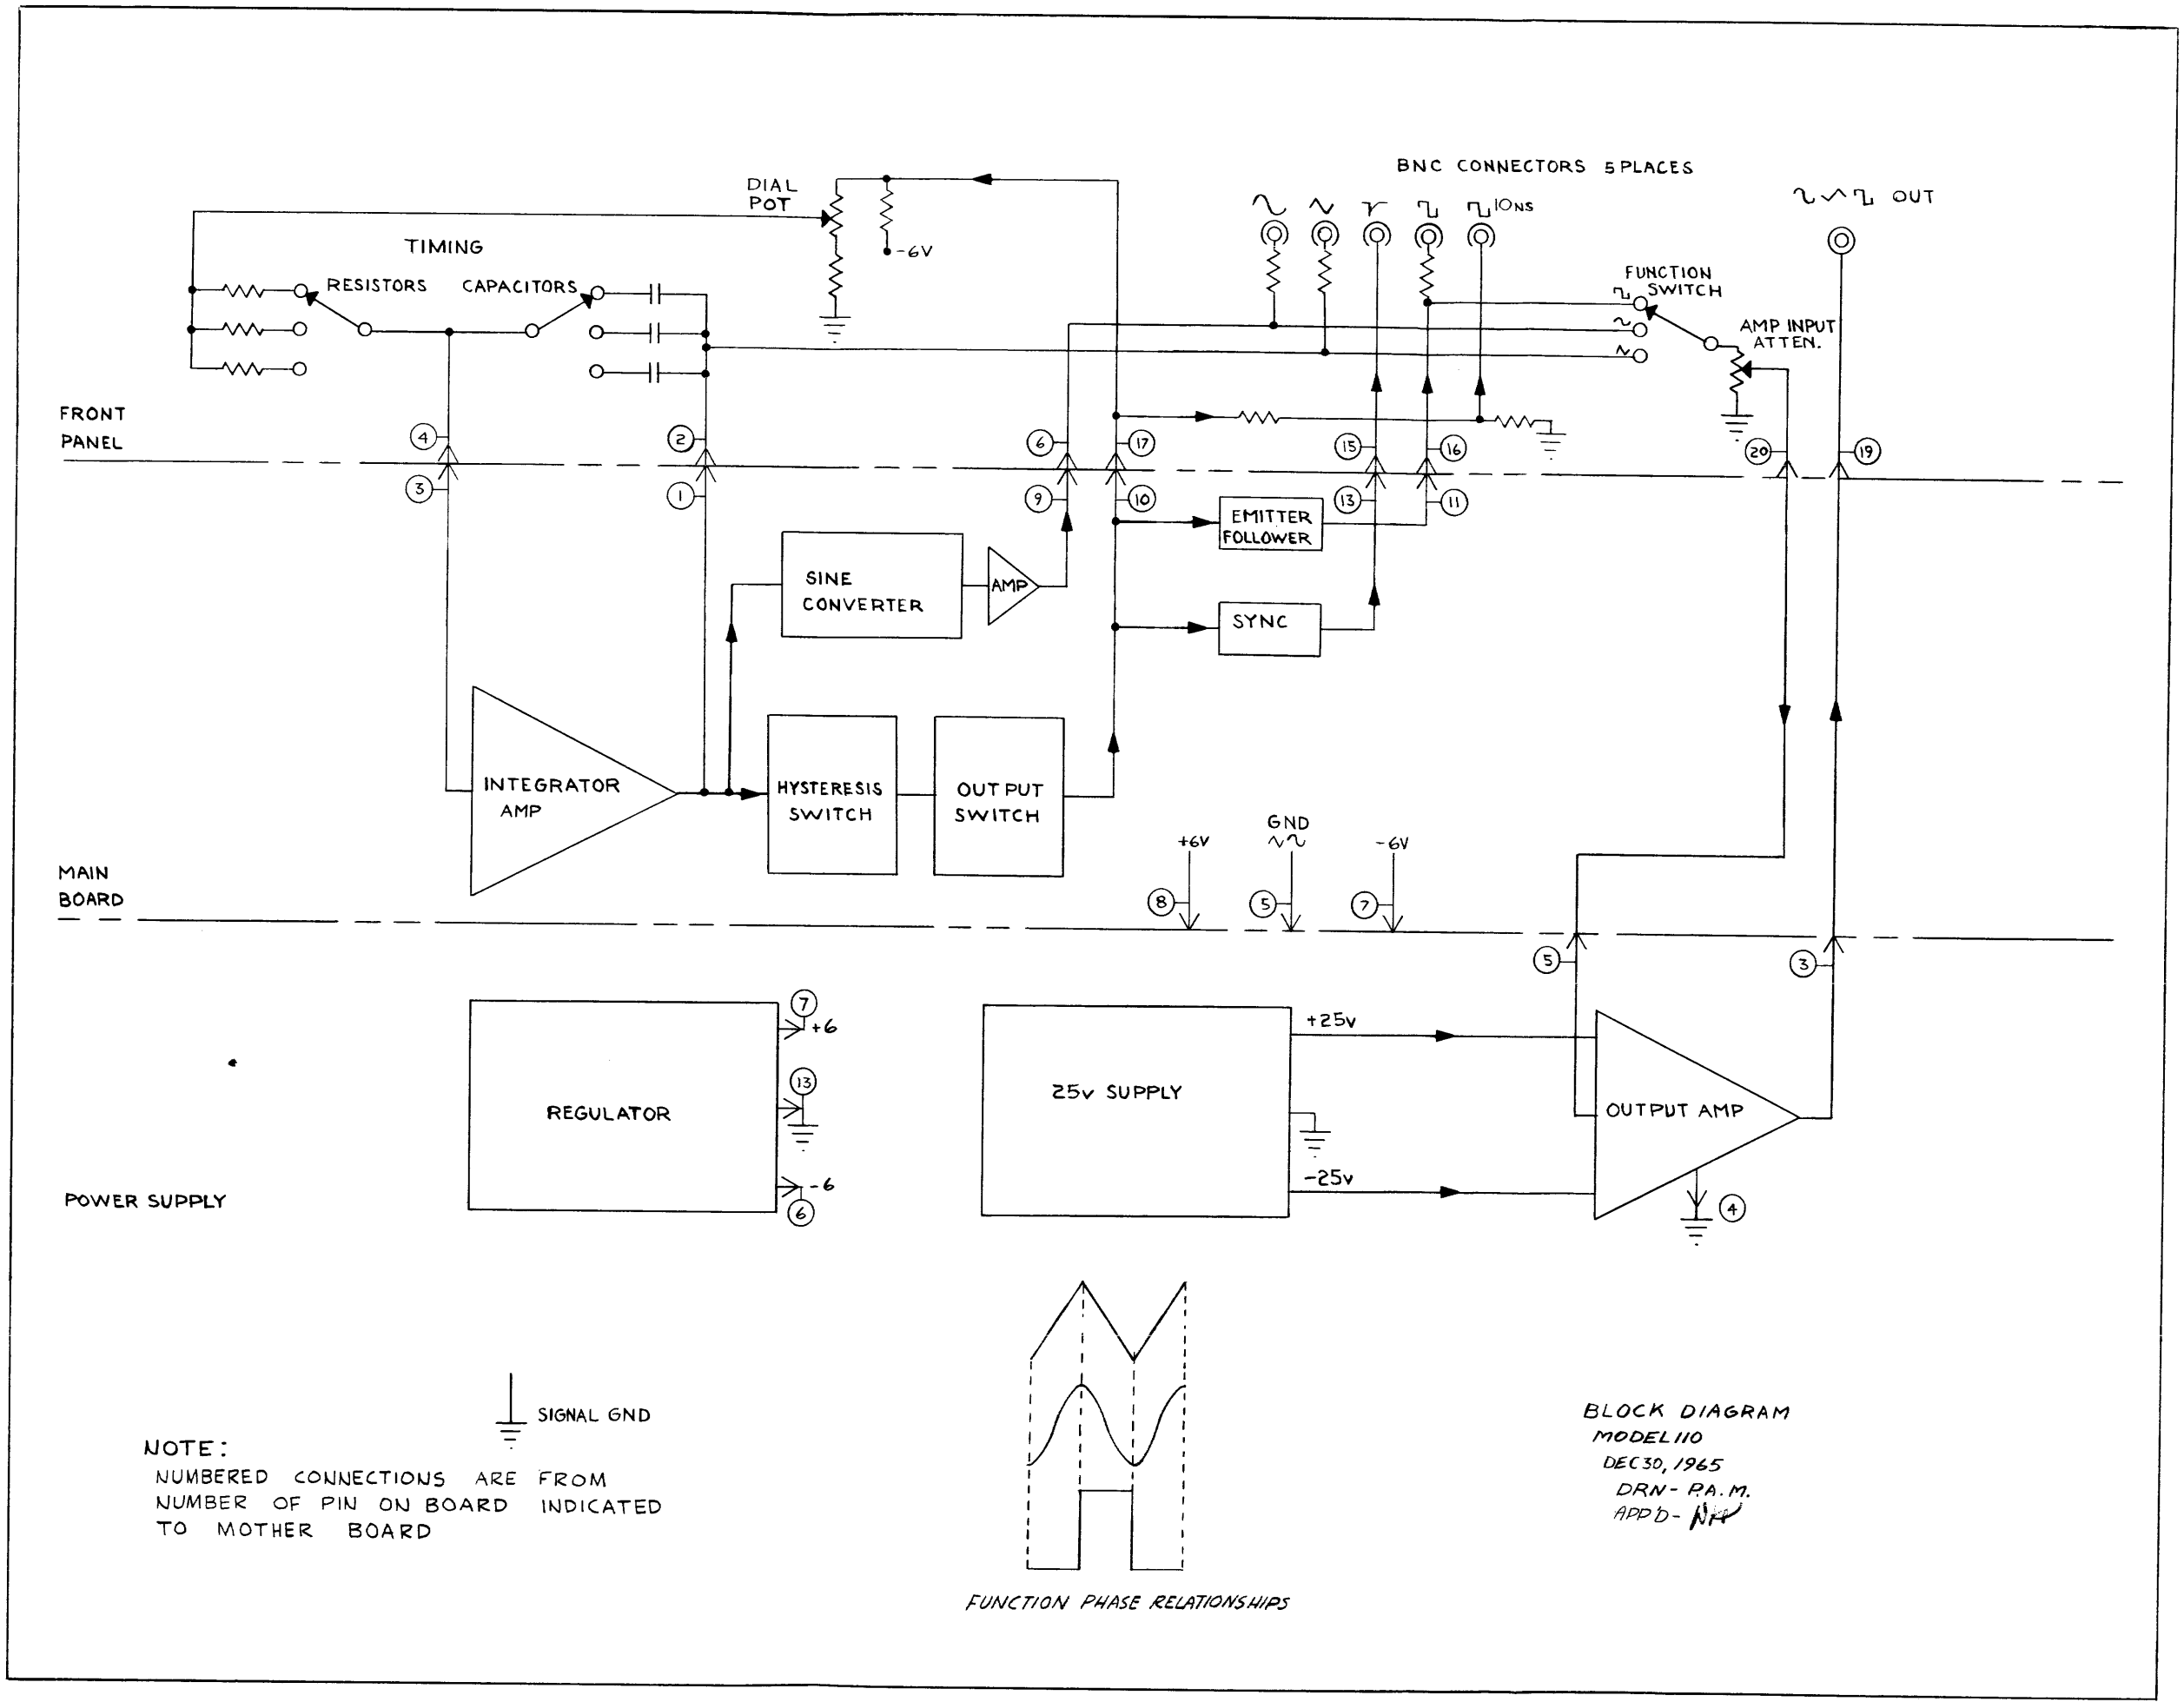 BNC CONNECTORS 5 PLACES
OUT
10NS
DIAL
POT
-6V
TIMING
RESISTORS
CAPACITORS
FUNCTION
SWITCH
AMP INPUT
ATTEN.
FRONT
PANEL
4
2
6
17
15
16
20
19
3
1
9
10
13
11
EMITTER
FOLLOWER
SINE
CONVERTER
AMP
SYNC
INTEGRATOR
AMP
HYSTERESIS
SWITCH
OUTPUT
SWITCH
+6V
GND
-6V
8
5
7
MAIN
BOARD
5
3
7
+6
13
-6
6
REGULATOR
25v SUPPLY
+25v
-25v
OUTPUT AMP
4
POWER SUPPLY
SIGNAL GND
NOTE:
NUMBERED CONNECTIONS ARE FROM
NUMBER OF PIN ON BOARD INDICATED
TO MOTHER BOARD
FUNCTION PHASE RELATIONSHIPS
BLOCK DIAGRAM
MODEL 110
DEC 30, 1965
DRN- P.A.M.
APP'D-